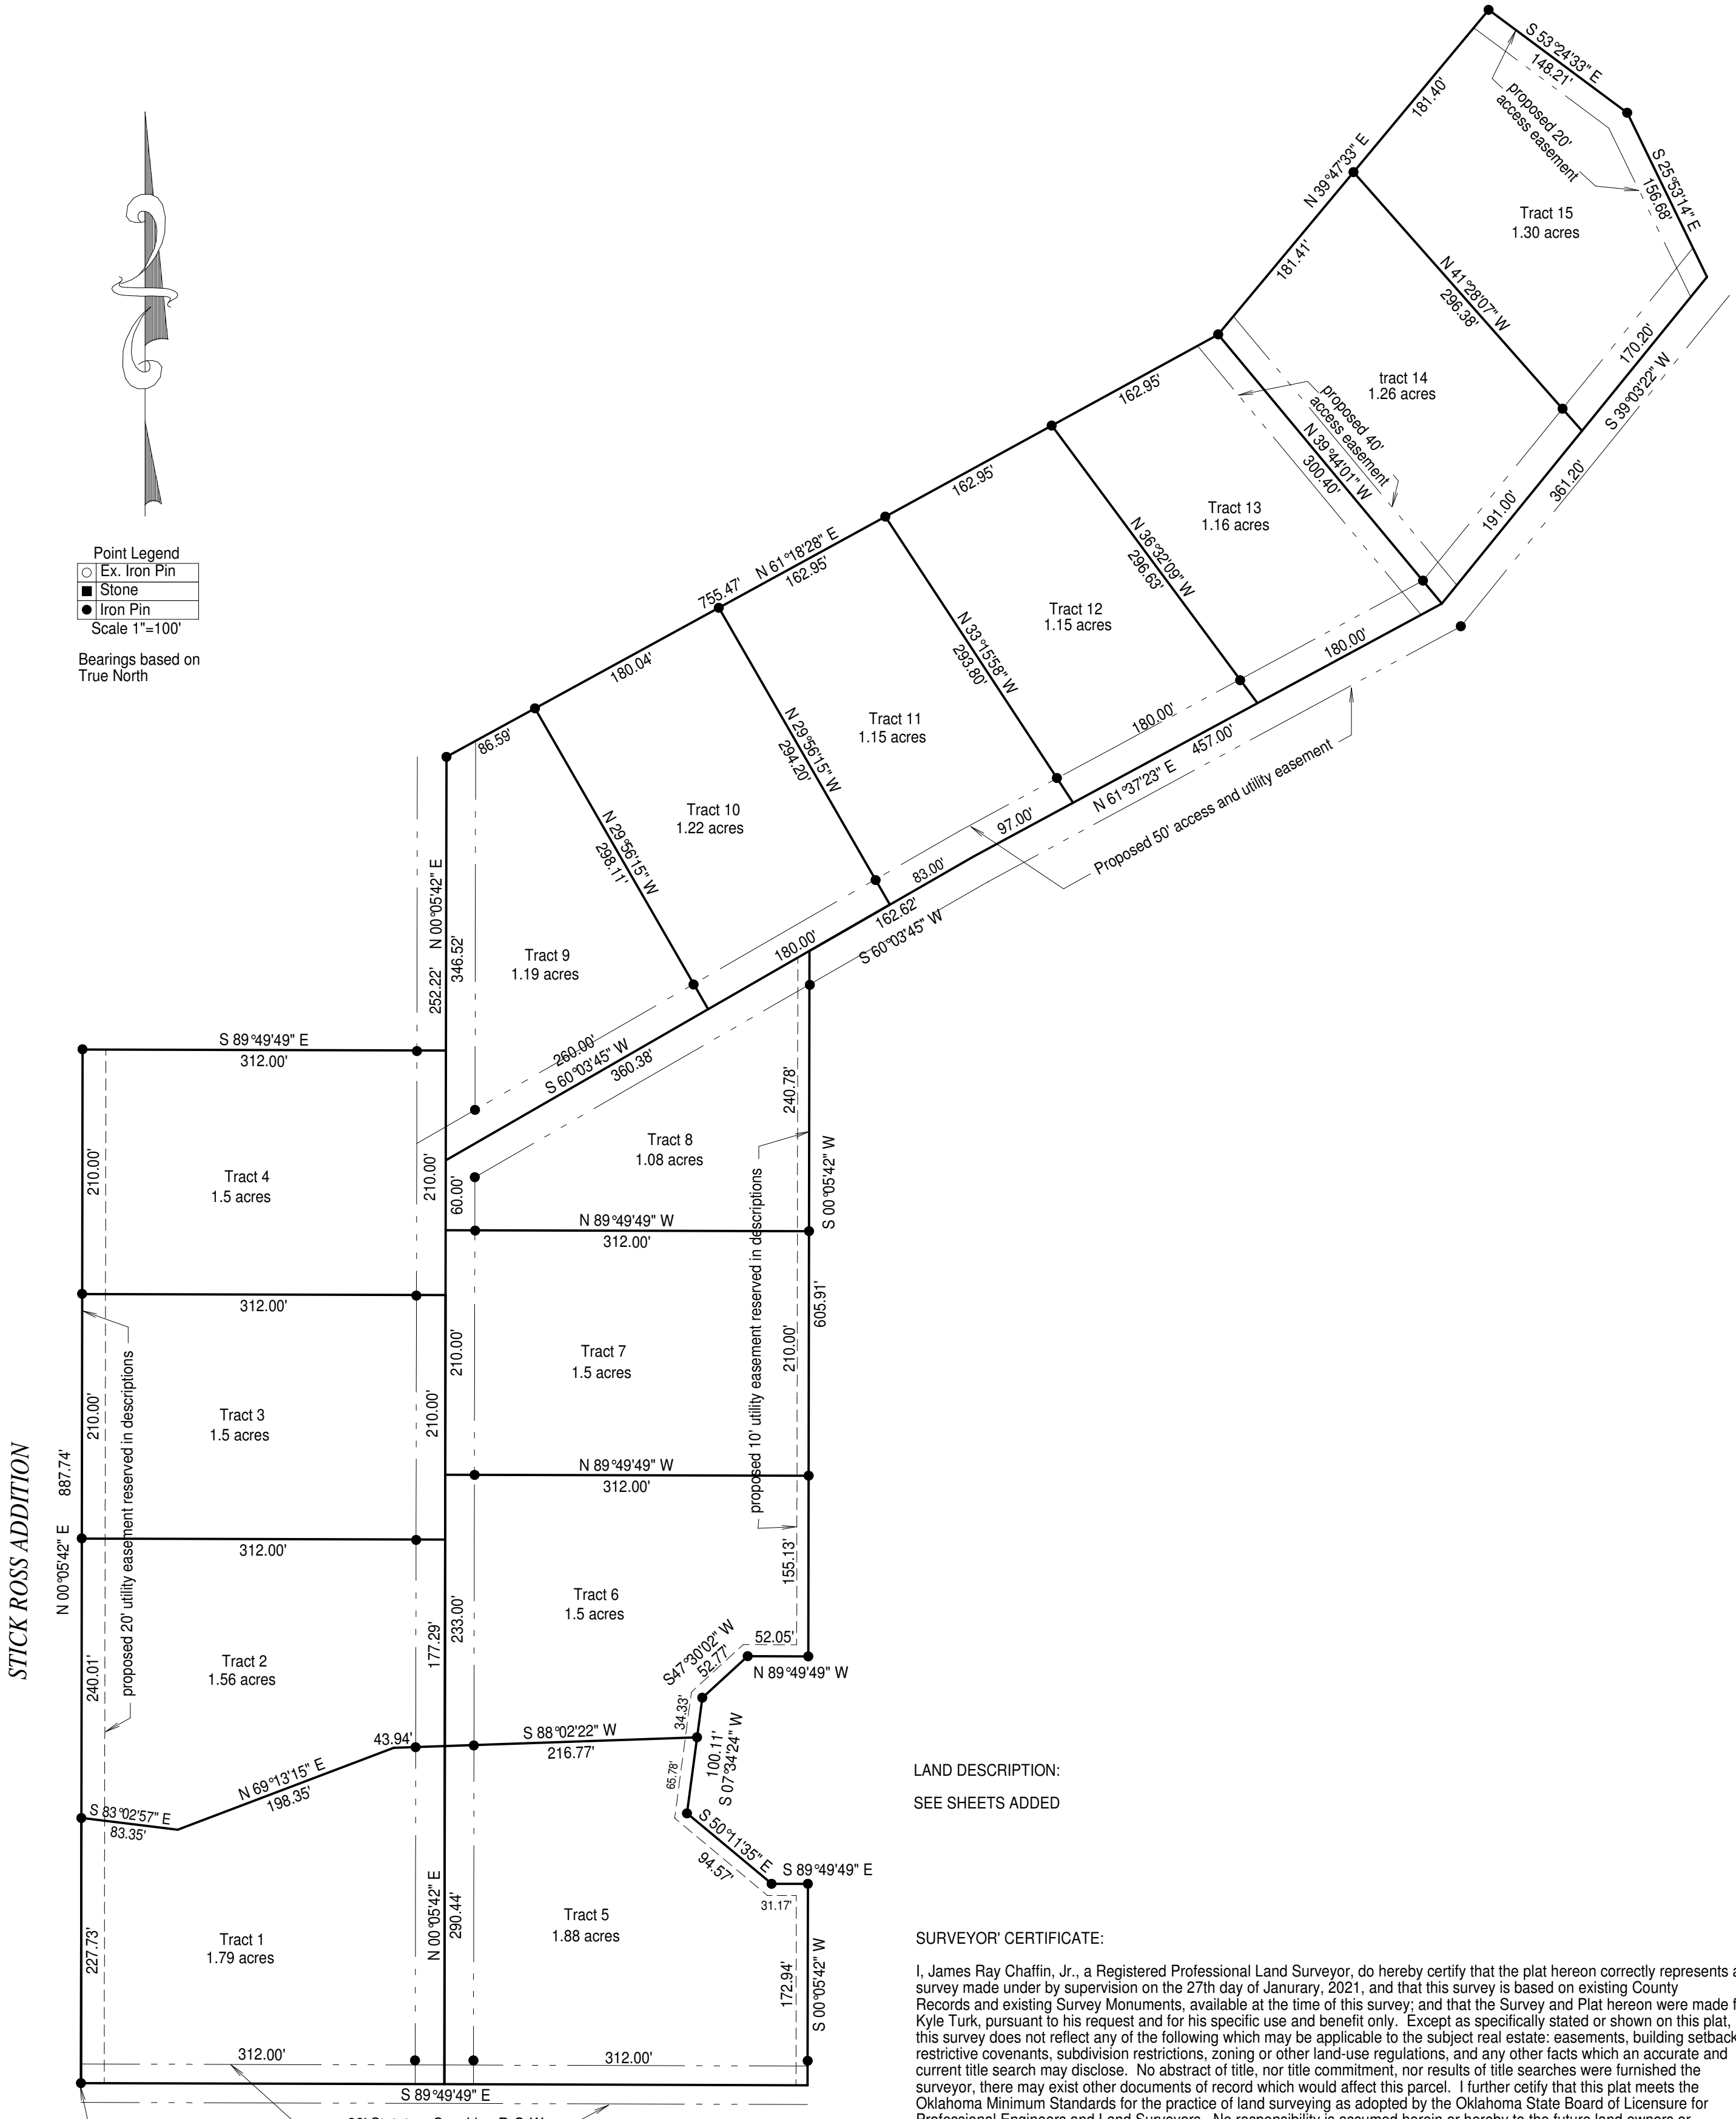 S 53°24'33" E
148.21'
proposed 20'
access easement
S 25°53'14" E
156.68'
181.40'
N 39°47'33" E
181.41'
Tract 15
1.30 acres
N 41°28'07" W
296.38'
170.20'
S 39°03'22" W
361.20'
191.00'
tract 14
1.26 acres
proposed 40'
access easement
N 39°44'01" W
300.40'
162.95'
Tract 13
1.16 acres
180.00'
162.95'
N 36°32'09" W
296.63'
Tract 12
1.15 acres
180.00'
457.00'
N 61°37'23" E
Proposed 50' access and utility easement
755.47'
N 61°18'28" E
162.95'
N 33°15'58" W
293.80'
Tract 11
1.15 acres
97.00'
83.00'
162.62'
S 60°03'45" W
180.04'
N 29°56'15" W
294.20'
Tract 10
1.22 acres
180.00'
86.59'
N 29°56'15" W
298.11'
Tract 9
1.19 acres
260.00'
S 60°03'45" W
360.38'
252.22'
N 00°05'42" E
346.52'
Point Legend
Ex. Iron Pin
Stone
Iron Pin
Scale 1"=100'
Bearings based on
True North
S 89°49'49" E
312.00'
210.00'
Tract 4
1.5 acres
210.00'
60.00'
Tract 8
1.08 acres
240.78'
S 00°05'42" W
N 89°49'49" W
312.00'
proposed 10' utility easement reserved in descriptions
605.91'
312.00'
proposed 20' utility easement reserved in descriptions
210.00'
Tract 3
1.5 acres
210.00'
210.00'
Tract 7
1.5 acres
210.00'
N 89°49'49" W
312.00'
STICK ROSS ADDITION
887.74'
N 00°05'42" E
312.00'
240.01'
Tract 2
1.56 acres
177.29'
233.00'
Tract 6
1.5 acres
155.13'
52.05'
N 89°49'49" W
S47°30'02" W
52.77'
34.33'
100.11'
S 07°34'24" W
65.78'
43.94'
S 88°02'22" W
216.77'
N 69°13'15" E
198.35'
S 83°02'57" E
83.35'
S 50°11'35" E
94.57'
S 89°49'49" E
31.17'
227.73'
Tract 1
1.79 acres
N 00°05'42" E
290.44'
Tract 5
1.88 acres
172.94'
S 00°05'42" W
312.00'
312.00'
S 89°49'49" E
LAND DESCRIPTION:
SEE SHEETS ADDED
SURVEYOR' CERTIFICATE:
I, James Ray Chaffin, Jr., a Registered Professional Land Surveyor, do hereby certify that the plat hereon correctly represents a
survey made under by supervision on the 27th day of Janurary, 2021, and that this survey is based on existing County
Records and existing Survey Monuments, available at the time of this survey; and that the Survey and Plat hereon were made
Kyle Turk, pursuant to his request and for his specific use and benefit only. Except as specifically stated or shown on this plat,
this survey does not reflect any of the following which may be applicable to the subject real estate: easements, building setback
restrictive covenants, subdivision restrictions, zoning or other land-use regulations, and any other facts which an accurate and
current title search may disclose. No abstract of title, nor title commitment, nor results of title searches were furnished the
surveyor, there may exist other documents of record which would affect this parcel. I further cetify that this plat meets the
Oklahoma Minimum Standards for the practice of land surveying as adopted by the Oklahoma State Board of Licensure for
Professional Engineers and Land Surveyors. No responsibility is assumed herein or hereby to the future land owners or